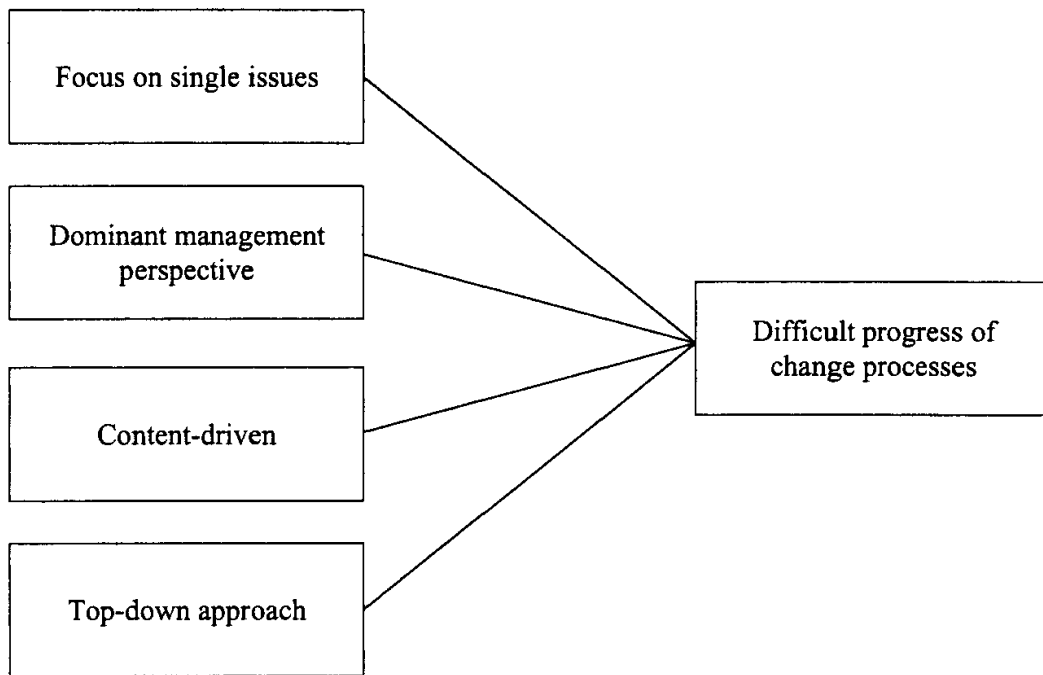 Focus on single issues
Dominant management
perspective
Content-driven
Top-down approach
Difficult progress of
change processes